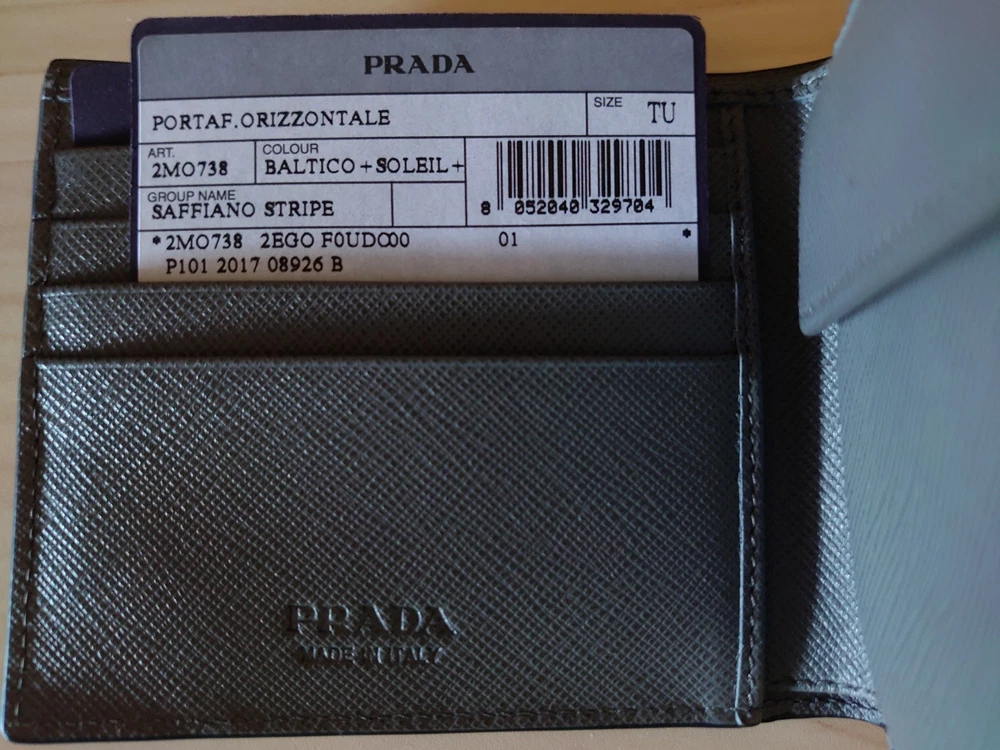 PRADA
PORTAF.ORIZZONTALE
SIZE TU
ART. COLOUR
2MO738 BALTICO+SOLEIL+
GROUP NAME
SAFFIANO STRIPE
8 052040 329704
*2MO738 2EGO F0UDO00 01 *
P101 2017 08926 B
PRADA
MADE IN ITALY